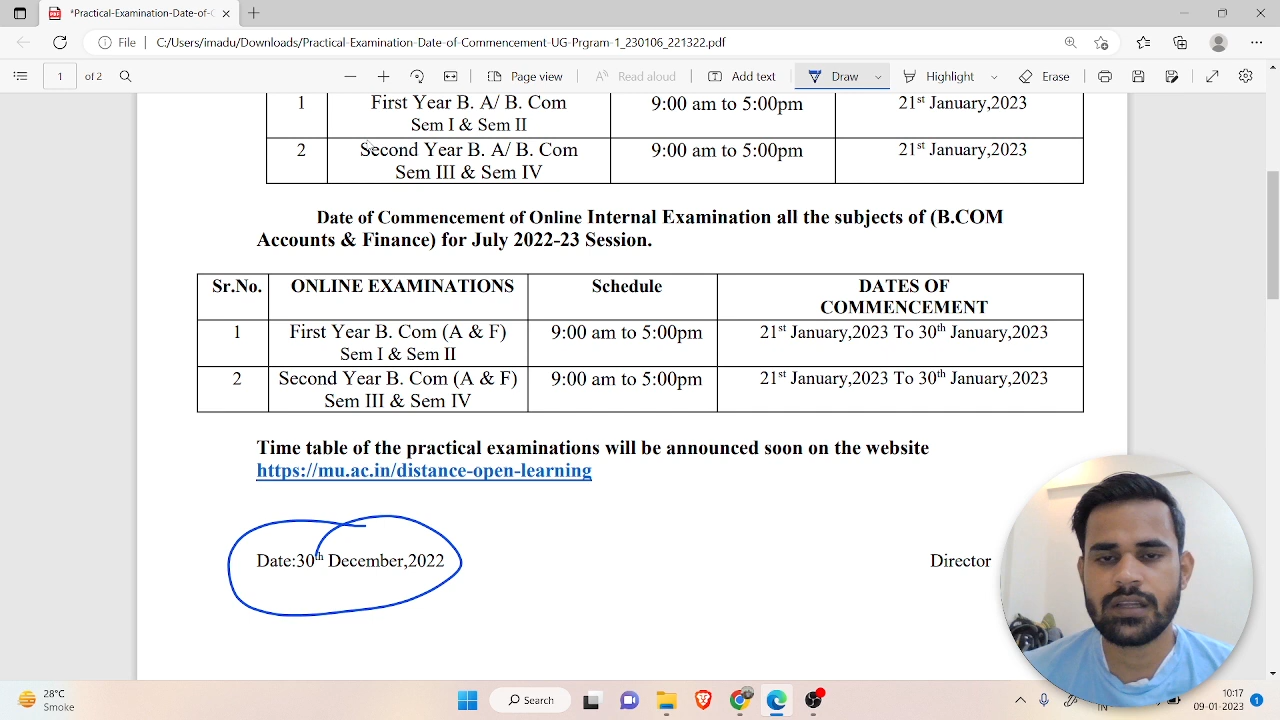 *Practical-Examination-Date-of-C
File | C:/Users/imadu/Downloads/Practical-Examination-Date-of-Commencement-UG-Prgram-1_230106_221322.pdf
1 of 2 Page view Read aloud Add text Draw Highlight Erase
1 First Year B. A/ B. Com 9:00 am to 5:00pm 21st January,2023
Sem I & Sem II
2 Second Year B. A/ B. Com 9:00 am to 5:00pm 21st January,2023
Sem III & Sem IV
Date of Commencement of Online Internal Examination all the subjects of (B.COM
Accounts & Finance) for July 2022-23 Session.
Sr.No. ONLINE EXAMINATIONS Schedule DATES OF
COMMENCEMENT
1 First Year B. Com (A & F) 9:00 am to 5:00pm 21st January,2023 To 30th January,2023
Sem I & Sem II
2 Second Year B. Com (A & F) 9:00 am to 5:00pm 21st January,2023 To 30th January,2023
Sem III & Sem IV
Time table of the practical examinations will be announced soon on the website
https://mu.ac.in/distance-open-learning
Date:30th December,2022 Director
28°C
Smoke
Search
10:17
09-01-2023
1